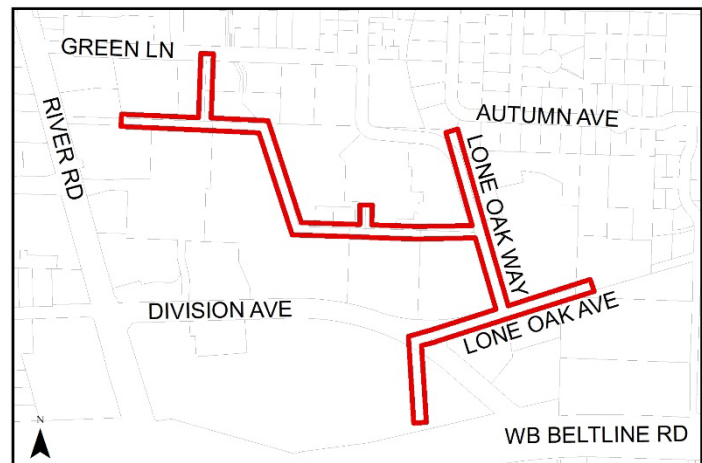 GREEN LN
RIVER RD
AUTUMN AVE
LONE OAK WAY
DIVISION AVE
LONE OAK AVE
WB BELTLINE RD
N